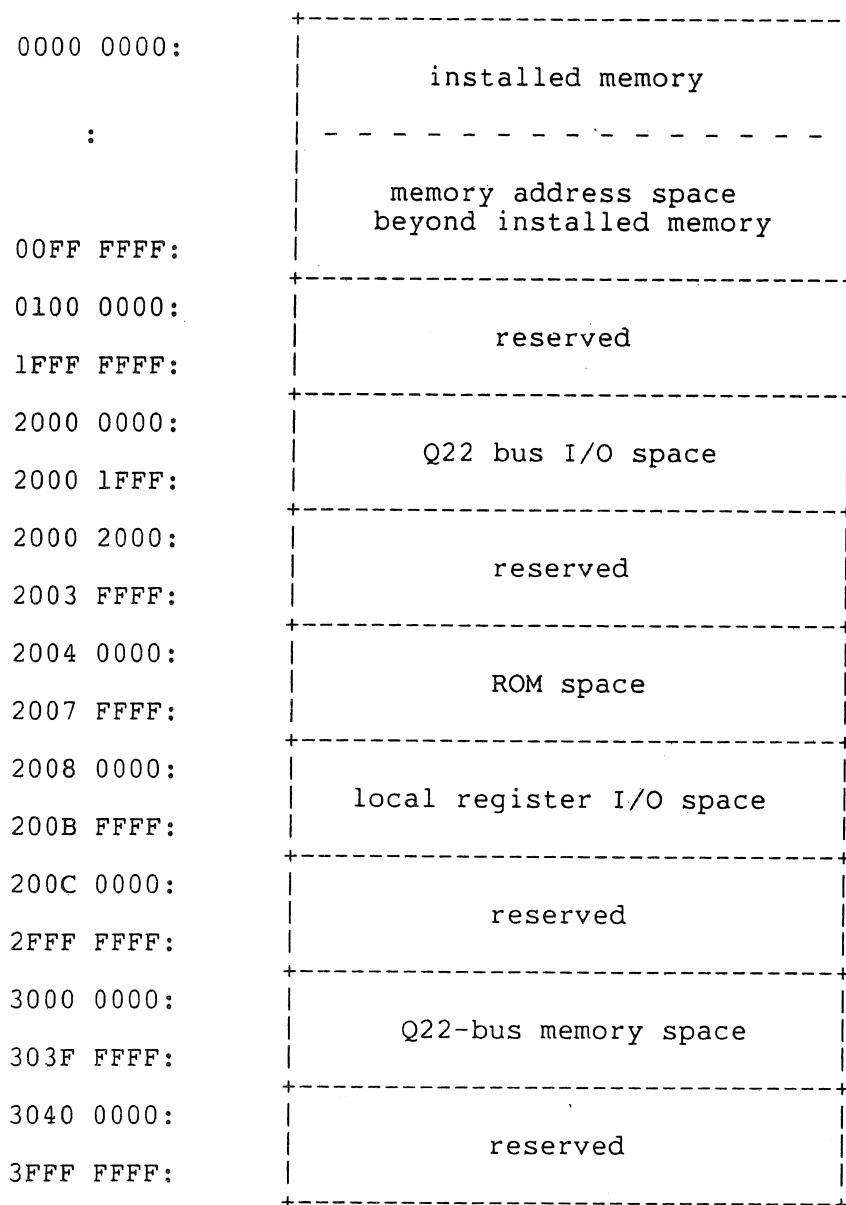 0000 0000:
installed memory
:
memory address space
beyond installed memory
00FF FFFF:
0100 0000:
reserved
1FFF FFFF:
2000 0000:
Q22 bus I/O space
2000 1FFF:
2000 2000:
reserved
2003 FFFF:
2004 0000:
ROM space
2007 FFFF:
2008 0000:
local register I/O space
200B FFFF:
200C 0000:
reserved
2FFF FFFF:
3000 0000:
Q22-bus memory space
303F FFFF:
3040 0000:
reserved
3FFF FFFF: